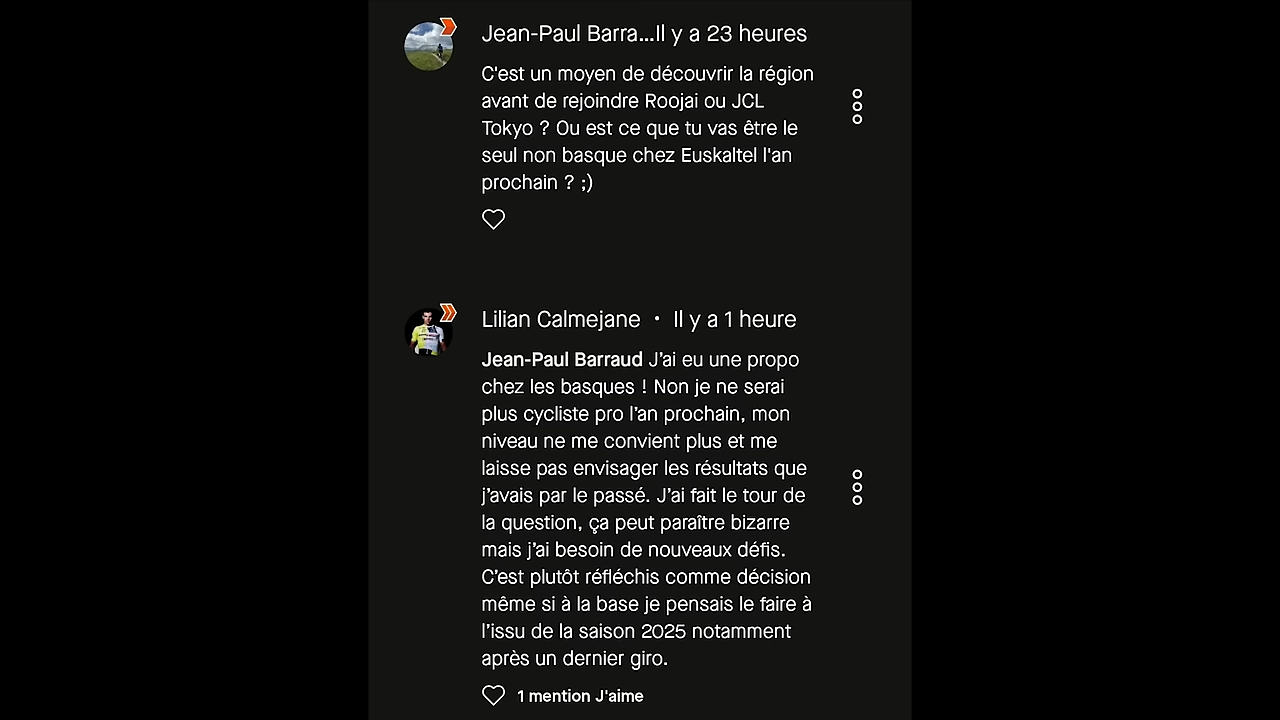 Jean-Paul Barra...Il y a 23 heures
C'est un moyen de découvrir la région
avant de rejoindre Roojai ou JCL
Tokyo ? Ou est ce que tu vas être le
seul non basque chez Euskaltel l'an
prochain ? ;)
Lilian Calmejane • Il y a 1 heure
Jean-Paul Barraud J’ai eu une propo
chez les basques ! Non je ne serai
plus cycliste pro l’an prochain, mon
niveau ne me convient plus et me
laisse pas envisager les résultats que
j’avais par le passé. J’ai fait le tour de
la question, ça peut paraître bizarre
mais j’ai besoin de nouveaux défis.
C’est plutôt réfléchis comme décision
même si à la base je pensais le faire à
l’issu de la saison 2025 notamment
après un dernier giro.
1 mention J'aime